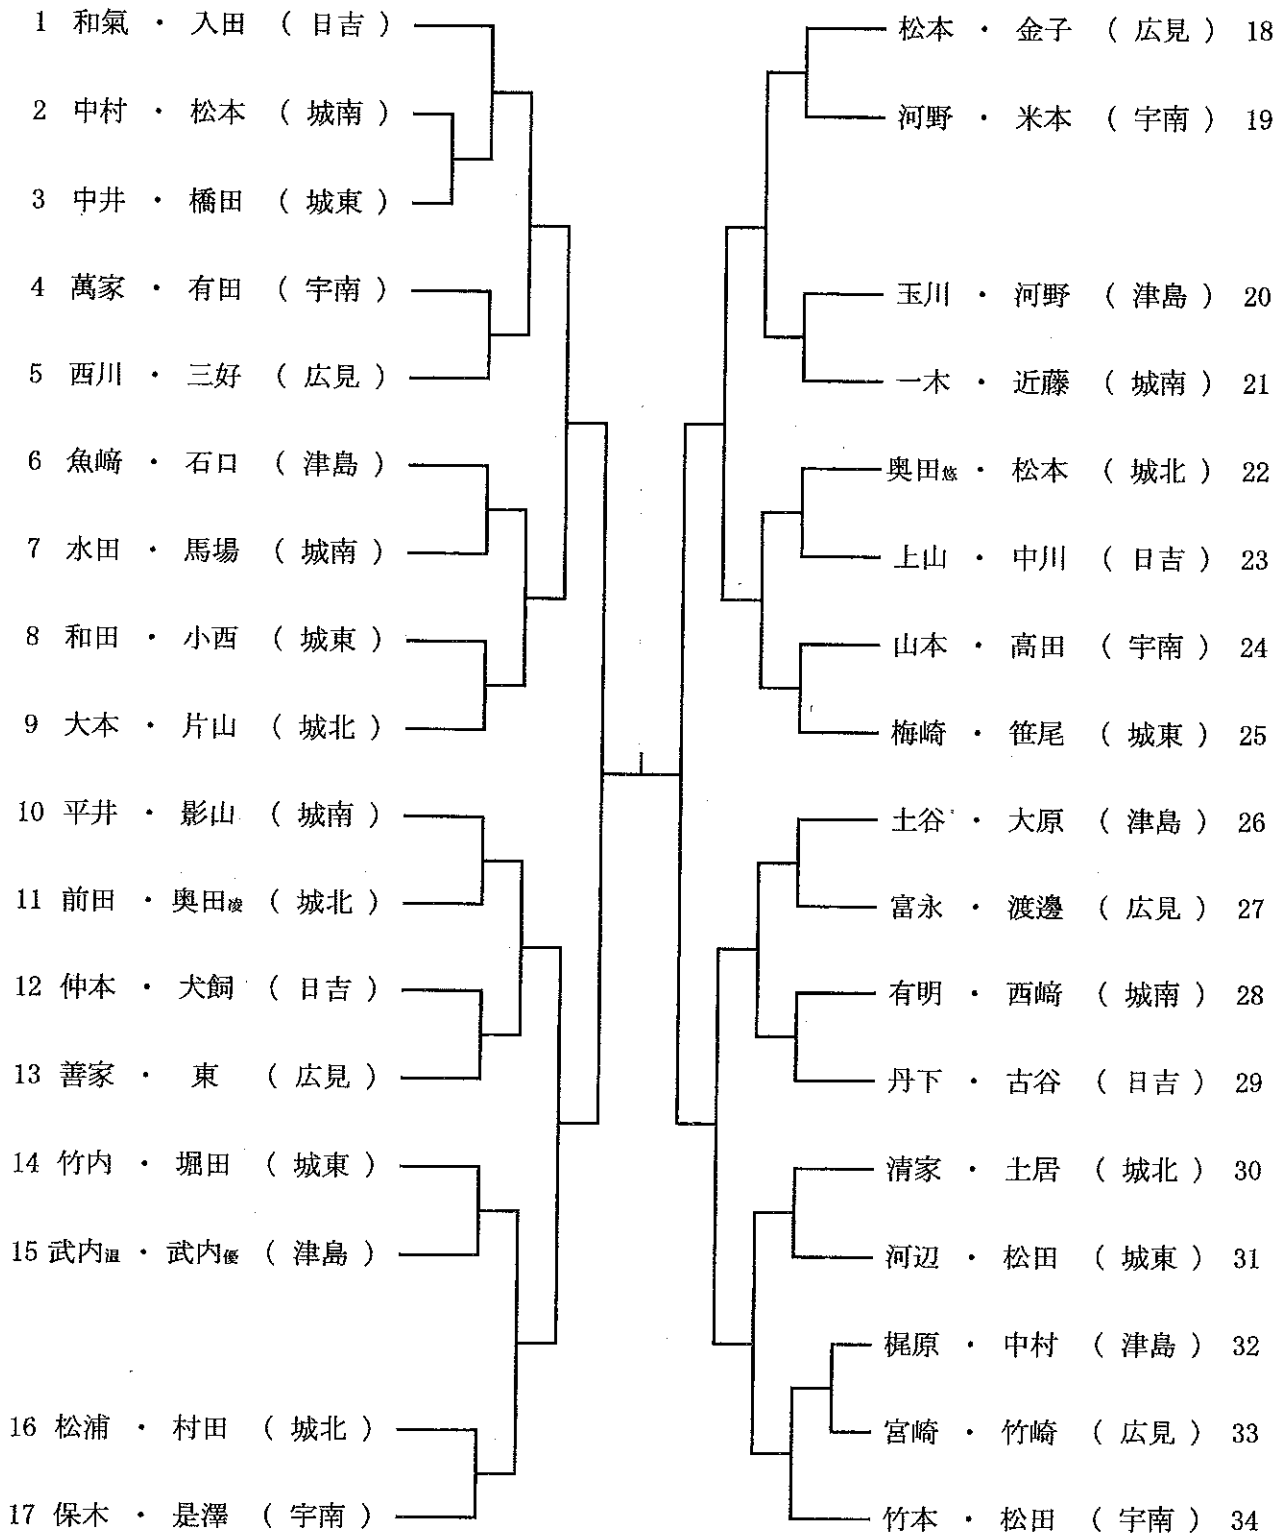 1 和氣 ・ 入田 ( 日吉 )
2 中村 ・ 松本 ( 城南 )
3 中井 ・ 橋田 ( 城東 )
4 萬家 ・ 有田 ( 宇南 )
5 西川 ・ 三好 ( 広見 )
6 魚﨑 ・ 石口 ( 津島 )
7 水田 ・ 馬場 ( 城南 )
8 和田 ・ 小西 ( 城東 )
9 大本 ・ 片山 ( 城北 )
10 平井 ・ 影山 ( 城南 )
11 前田 ・ 奥田凌 ( 城北 )
12 仲本 ・ 犬飼 ( 日吉 )
13 善家 ・ 東 ( 広見 )
14 竹内 ・ 堀田 ( 城東 )
15 武内温 ・ 武内優 ( 津島 )
16 松浦 ・ 村田 ( 城北 )
17 保木 ・ 是澤 ( 宇南 )
松本 ・ 金子 ( 広見 ) 18
河野 ・ 米本 ( 宇南 ) 19
玉川 ・ 河野 ( 津島 ) 20
一木 ・ 近藤 ( 城南 ) 21
奥田悠 ・ 松本 ( 城北 ) 22
上山 ・ 中川 ( 日吉 ) 23
山本 ・ 高田 ( 宇南 ) 24
梅崎 ・ 笹尾 ( 城東 ) 25
土谷 ・ 大原 ( 津島 ) 26
富永 ・ 渡邊 ( 広見 ) 27
有明 ・ 西﨑 ( 城南 ) 28
丹下 ・ 古谷 ( 日吉 ) 29
清家 ・ 土居 ( 城北 ) 30
河辺 ・ 松田 ( 城東 ) 31
梶原 ・ 中村 ( 津島 ) 32
宮崎 ・ 竹崎 ( 広見 ) 33
竹本 ・ 松田 ( 宇南 ) 34